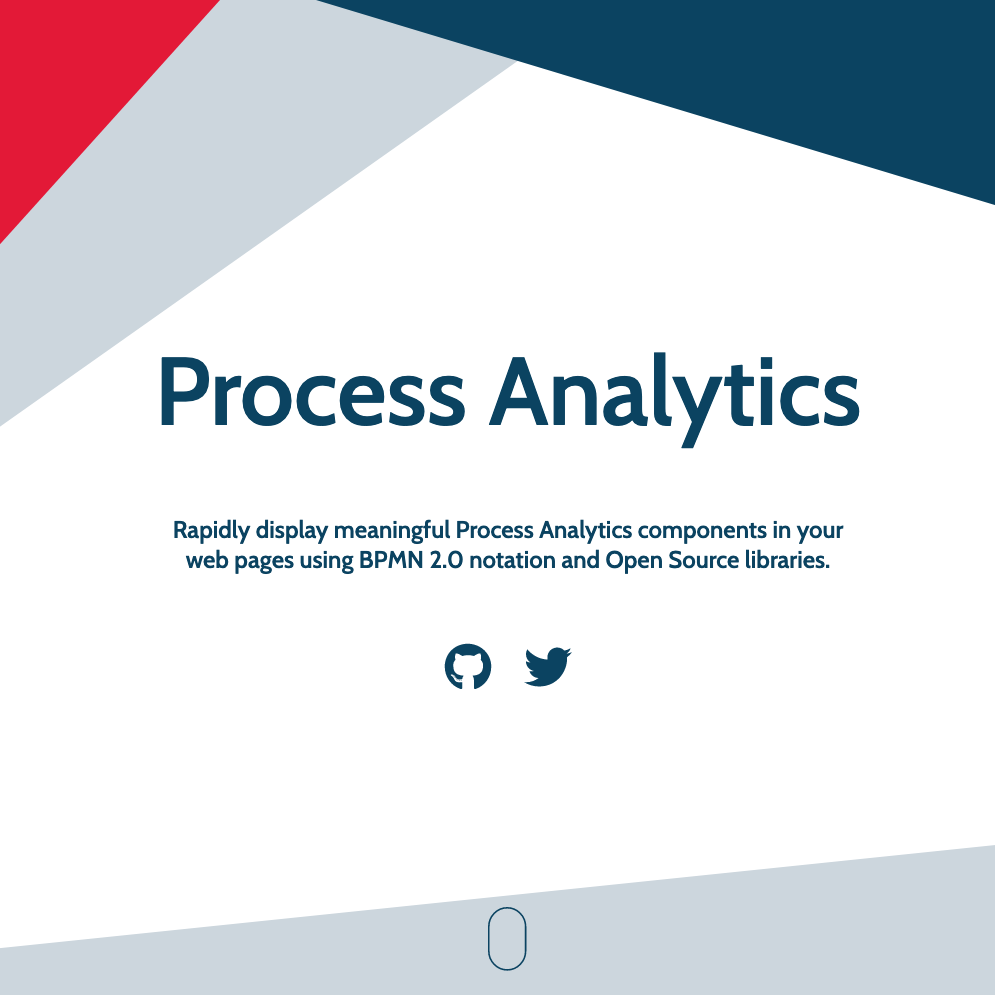 Process Analytics
Rapidly display meaningful Process Analytics components in your
web pages using BPMN 2.0 notation and Open Source libraries.